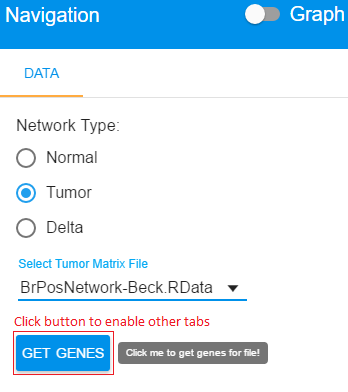 Navigation Graph
DATA
Network Type:
Normal
Tumor
Delta
Select Tumor Matrix File
BrPosNetwork-Beck.RData
Click button to enable other tabs
GET GENES Click me to get genes for file!